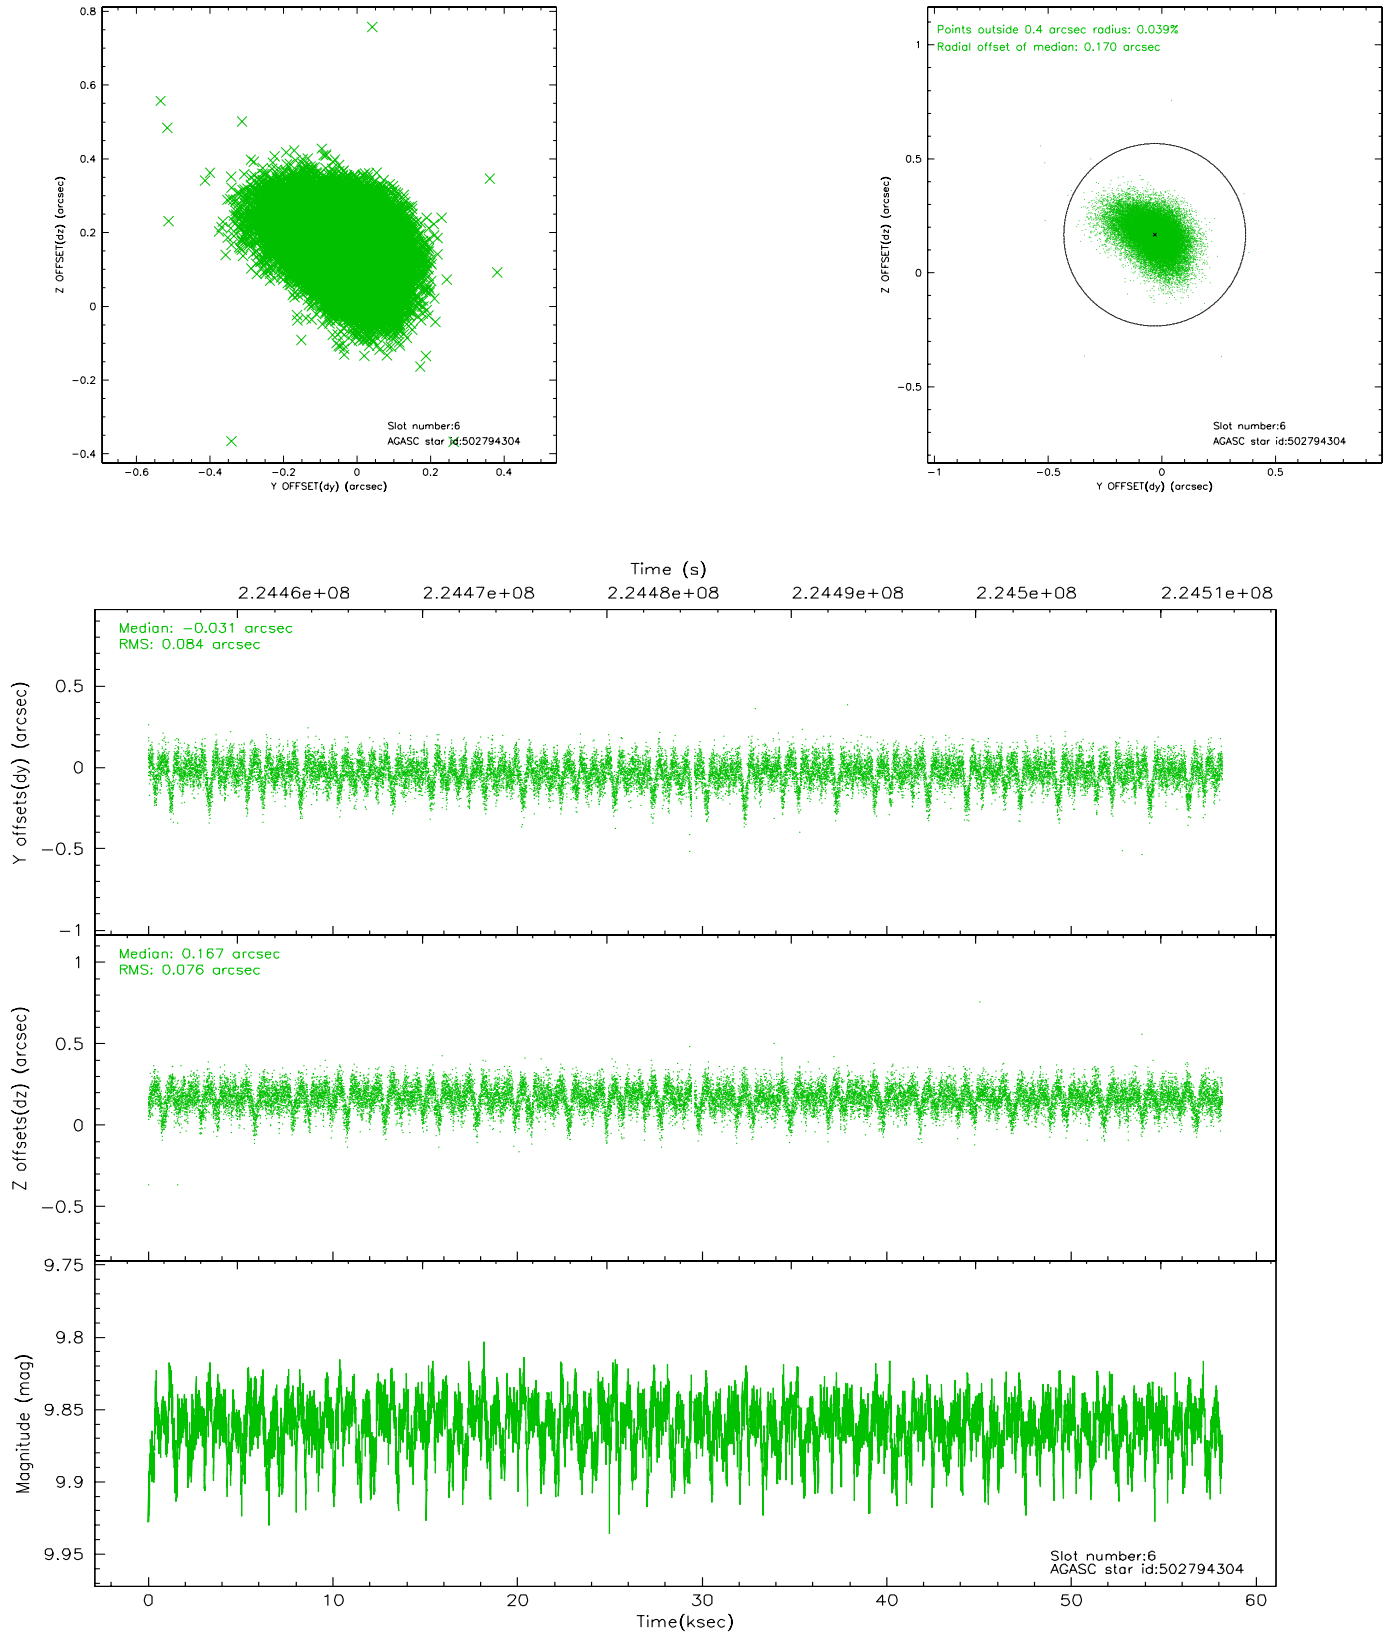 0.8
0.6
0.4
0.2
0
−0.2
−0.4
Z OFFSET(dz) (arcsec)
−0.6 −0.4 −0.2 0 0.2 0.4
Y OFFSET(dy) (arcsec)
Slot number:6
AGASC star id:502794304
Points outside 0.4 arcsec radius: 0.039%
Radial offset of median: 0.170 arcsec
1
0.5
0
−0.5
Z OFFSET(dz) (arcsec)
−1 −0.5 0 0.5
Y OFFSET(dy) (arcsec)
Slot number:6
AGASC star id:502794304
Time (s)
2.2446e+08 2.2447e+08 2.2448e+08 2.2449e+08 2.245e+08 2.2451e+08
Median: −0.031 arcsec
RMS: 0.084 arcsec
0.5
0
−0.5
−1
Y offsets(dy) (arcsec)
Median: 0.167 arcsec
RMS: 0.076 arcsec
1
0.5
0
−0.5
Z offsets(dz) (arcsec)
9.75
9.8
9.85
9.9
9.95
Magnitude (mag)
Slot number:6
AGASC star id:502794304
0 10 20 30 40 50 60
Time(ksec)